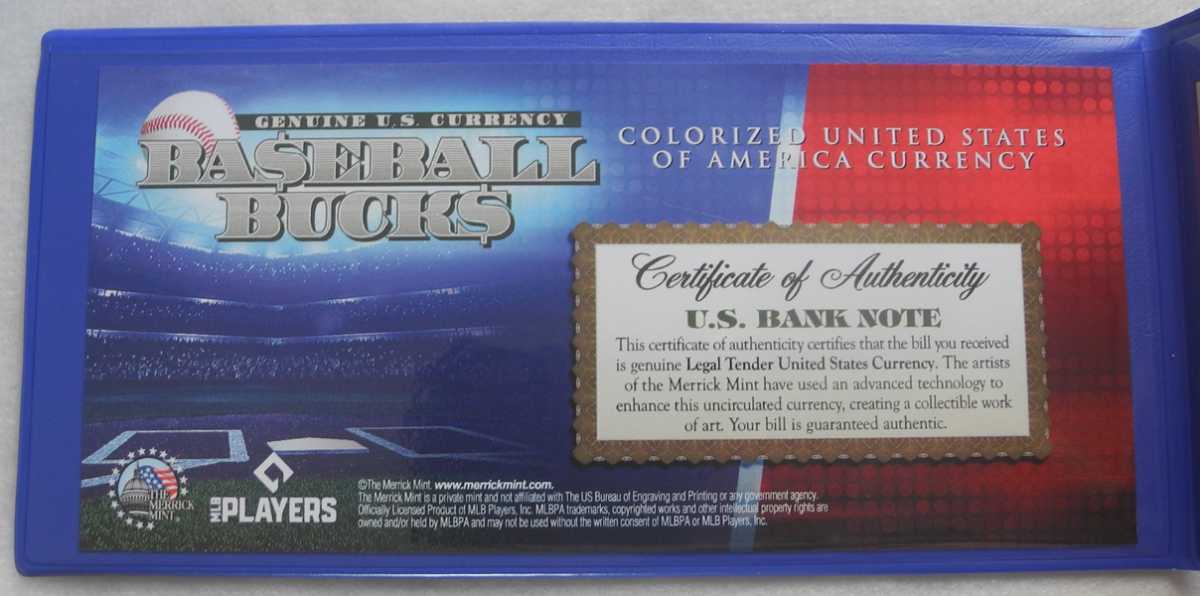 GENUINE U.S. CURRENCY
BA$EBALL
BUCK$
COLORIZED UNITED STATES
OF AMERICA CURRENCY
Certificate of Authenticity
U.S. BANK NOTE
This certificate of authenticity certifies that the bill you received
is genuine Legal Tender United States Currency. The artists
of the Merrick Mint have used an advanced technology to
enhance this uncirculated currency, creating a collectible work
of art. Your bill is guaranteed authentic.
THE
MERRICK
MINT
MLB PLAYERS
©The Merrick Mint. www.merrickmint.com.
The Merrick Mint is a private mint and not affiliated with The US Bureau of Engraving and Printing or any government agency.
Officially Licensed Product of MLB Players, Inc. MLBPA trademarks, copyrighted works and other intellectual property rights are
owned and/or held by MLBPA and may not be used without the written consent of MLBPA or MLB Players, Inc.